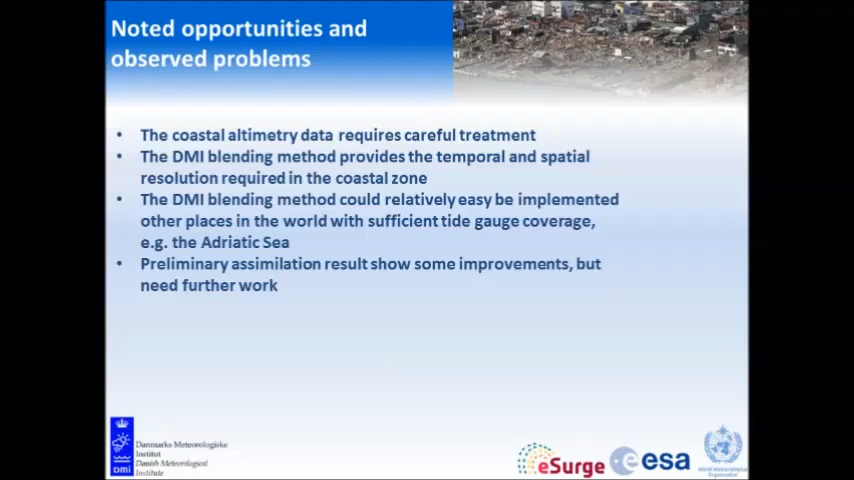 Noted opportunities and
observed problems
• The coastal altimetry data requires careful treatment
• The DMI blending method provides the temporal and spatial
resolution required in the coastal zone
• The DMI blending method could relatively easy be implemented
other places in the world with sufficient tide gauge coverage,
e.g. the Adriatic Sea
• Preliminary assimilation result show some improvements, but
need further work
Danmarks Meteorologiske
Institut
Danish Meteorological
Institute
DMI
eSurge
esa
World Meteorological
Organization